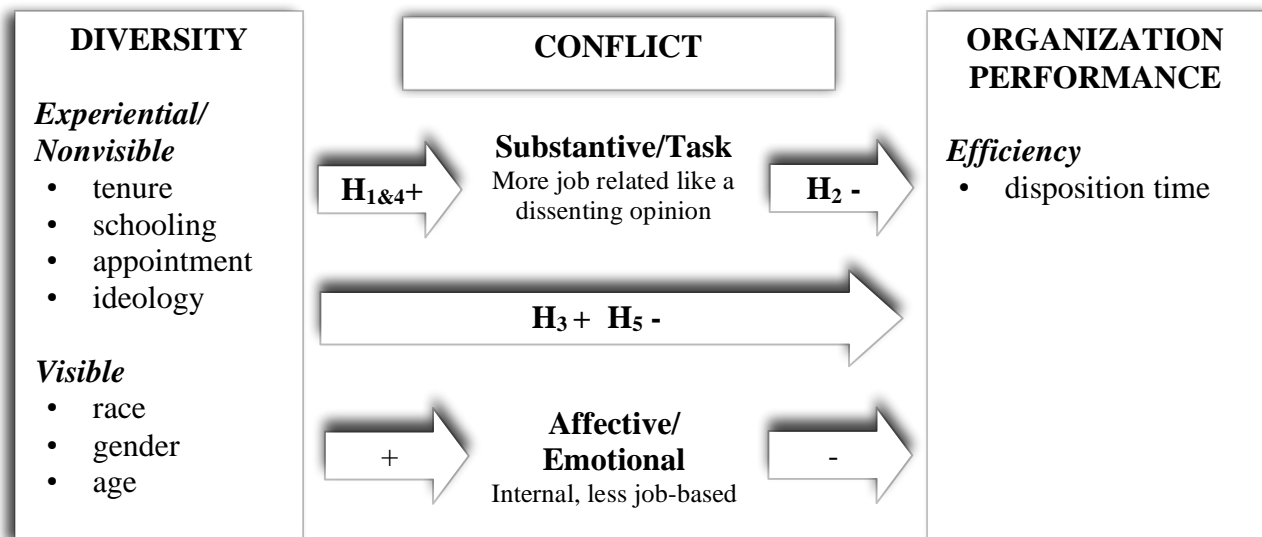 DIVERSITY
Experiential/
Nonvisible
• tenure
• schooling
• appointment
• ideology
Visible
• race
• gender
• age
CONFLICT
H1&4+
Substantive/Task
More job related like a
dissenting opinion
H2 -
H3 + H5 -
+
Affective/
Emotional
Internal, less job-based
-
ORGANIZATION
PERFORMANCE
Efficiency
• disposition time